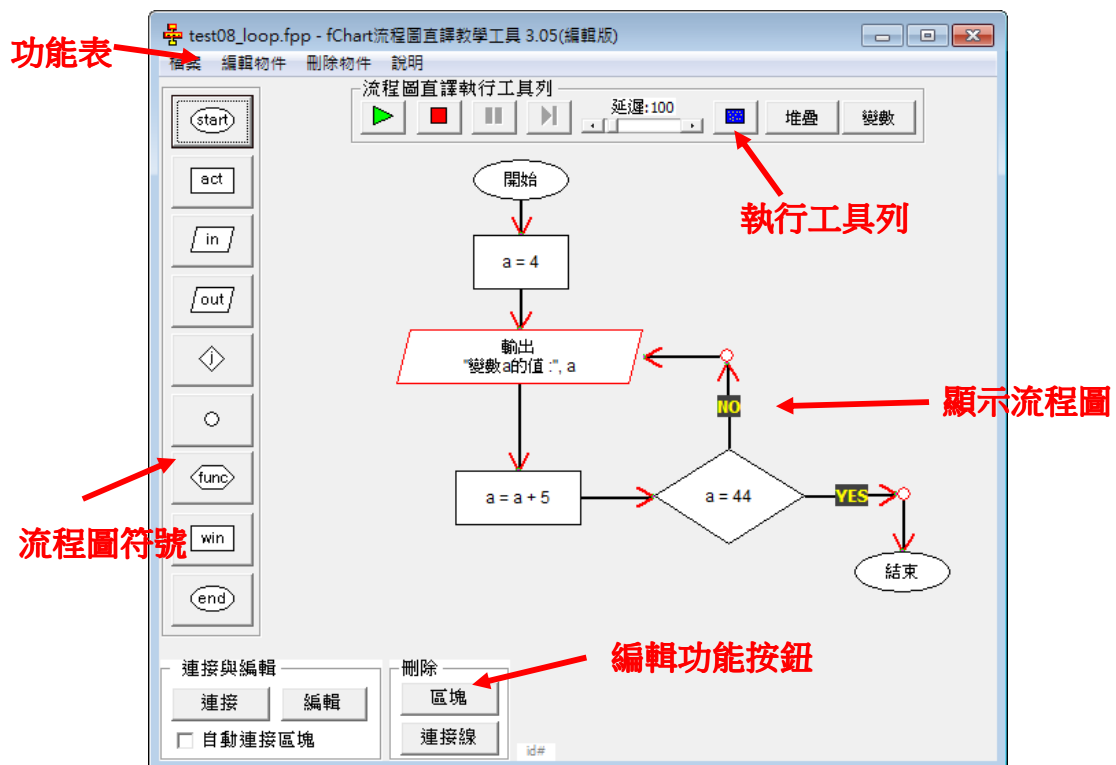 test08_loop.fpp - fChart流程圖直譯教學工具 3.05(編輯版)
功能表
檔案 編輯物件 刪除物件 說明
流程圖直譯執行工具列
延遲:100
堆疊 變數
執行工具列
start
act
in
out
j
func
win
end
流程圖符號
開始
a = 4
輸出
"變數a的值 :", a
NO
顯示流程圖
a = a + 5
a = 44
YES
結束
編輯功能按鈕
連接與編輯
連接 編輯
自動連接區塊
刪除
區塊
連接線
id#